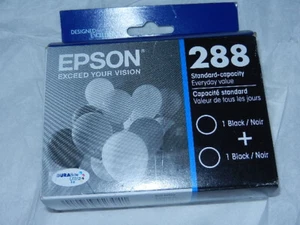 EPSON
EXCEED YOUR VISION
288
Standard-capacity
Everyday value
Capacité standard
Valeur de tous les jours
1 Black / Noir
+
1 Black / Noir